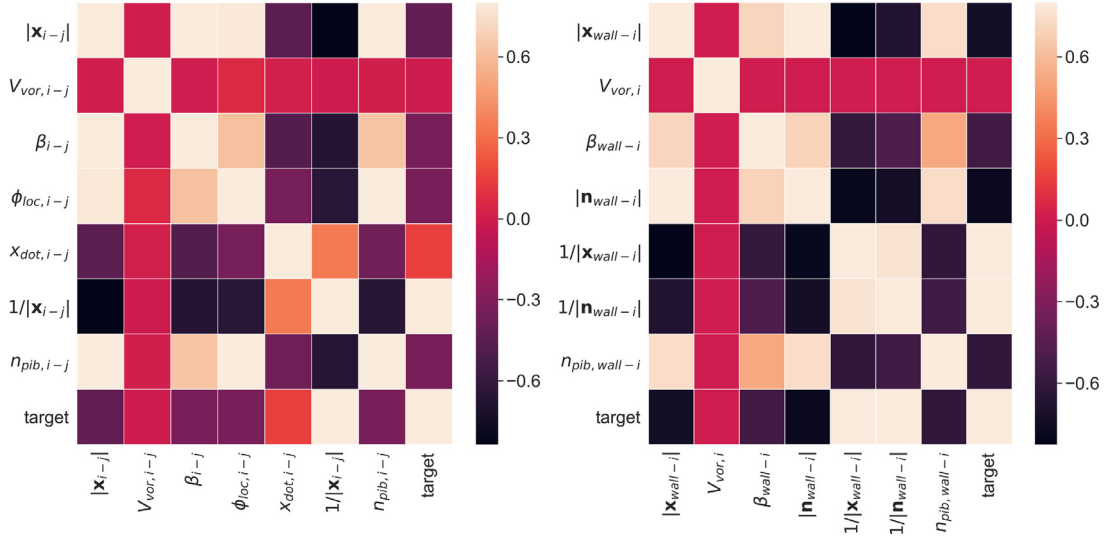 |x_{i−j}|
V_{vor, i−j}
β_{i−j}
ϕ_{loc, i−j}
x_{dot, i−j}
1/|x_{i−j}|
n_{pib, i−j}
target
|x_{i−j}|
V_{vor, i−j}
β_{i−j}
ϕ_{loc, i−j}
x_{dot, i−j}
1/|x_{i−j}|
n_{pib, i−j}
target
0.6
0.3
0.0
−0.3
−0.6
|x_{wall−i}|
V_{vor, i}
β_{wall−i}
|n_{wall−i}|
1/|x_{wall−i}|
1/|n_{wall−i}|
n_{pib, wall−i}
target
|x_{wall−i}|
V_{vor, i}
β_{wall−i}
|n_{wall−i}|
1/|x_{wall−i}|
1/|n_{wall−i}|
n_{pib, wall−i}
target
0.6
0.3
0.0
−0.3
−0.6